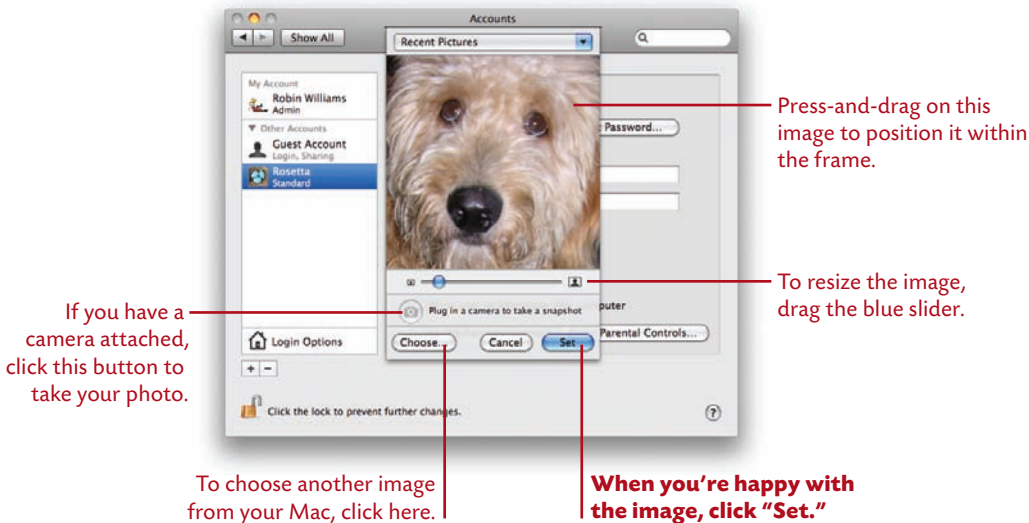 Accounts
Show All
Recent Pictures
My Account
Robin Williams
Admin
Other Accounts
Guest Account
Login, Sharing
Rosetta
Standard
Password...
Plug in a camera to take a snapshot
puter
Login Options
Choose...
Cancel
Set
Parental Controls...
+ −
Click the lock to prevent further changes.
?
Press-and-drag on this
image to position it within
the frame.
To resize the image,
drag the blue slider.
If you have a
camera attached,
click this button to
take your photo.
To choose another image
from your Mac, click here.
When you're happy with
the image, click “Set.”